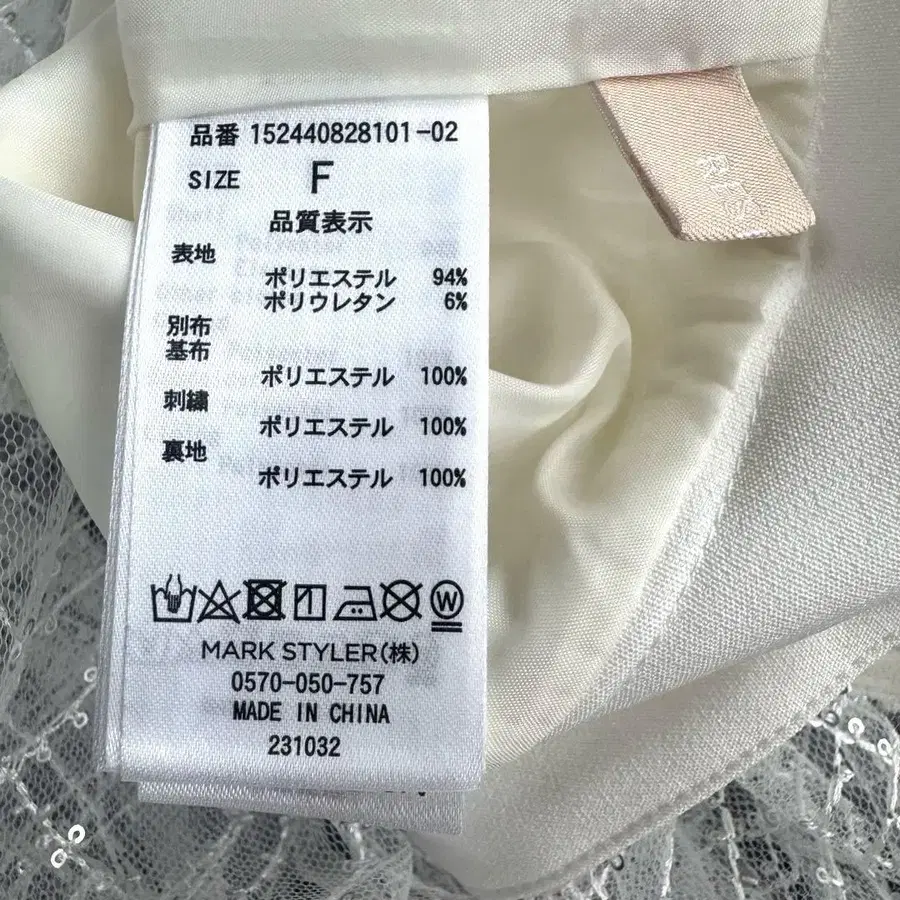 品番 152440828101-02
SIZE F
品質表示
表地
ポリエステル 94%
ポリウレタン 6%
別布
基布
ポリエステル 100%
刺繍
ポリエステル 100%
裏地
ポリエステル 100%
W
MARK STYLER(株)
0570-050-757
MADE IN CHINA
231032